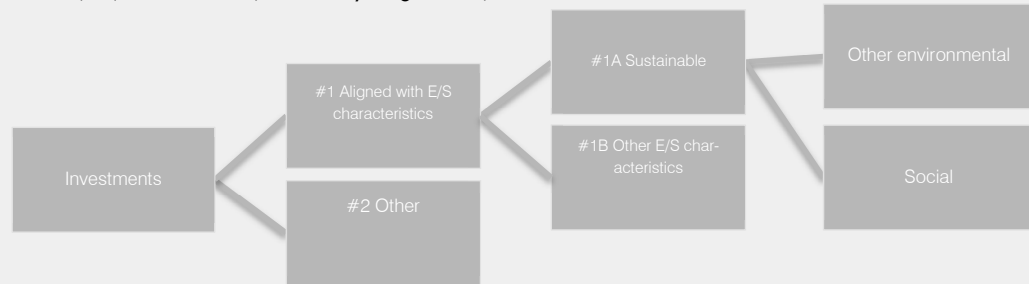 Investments
#1 Aligned with E/S
characteristics
#2 Other
#1A Sustainable
#1B Other E/S char-
acteristics
Other environmental
Social